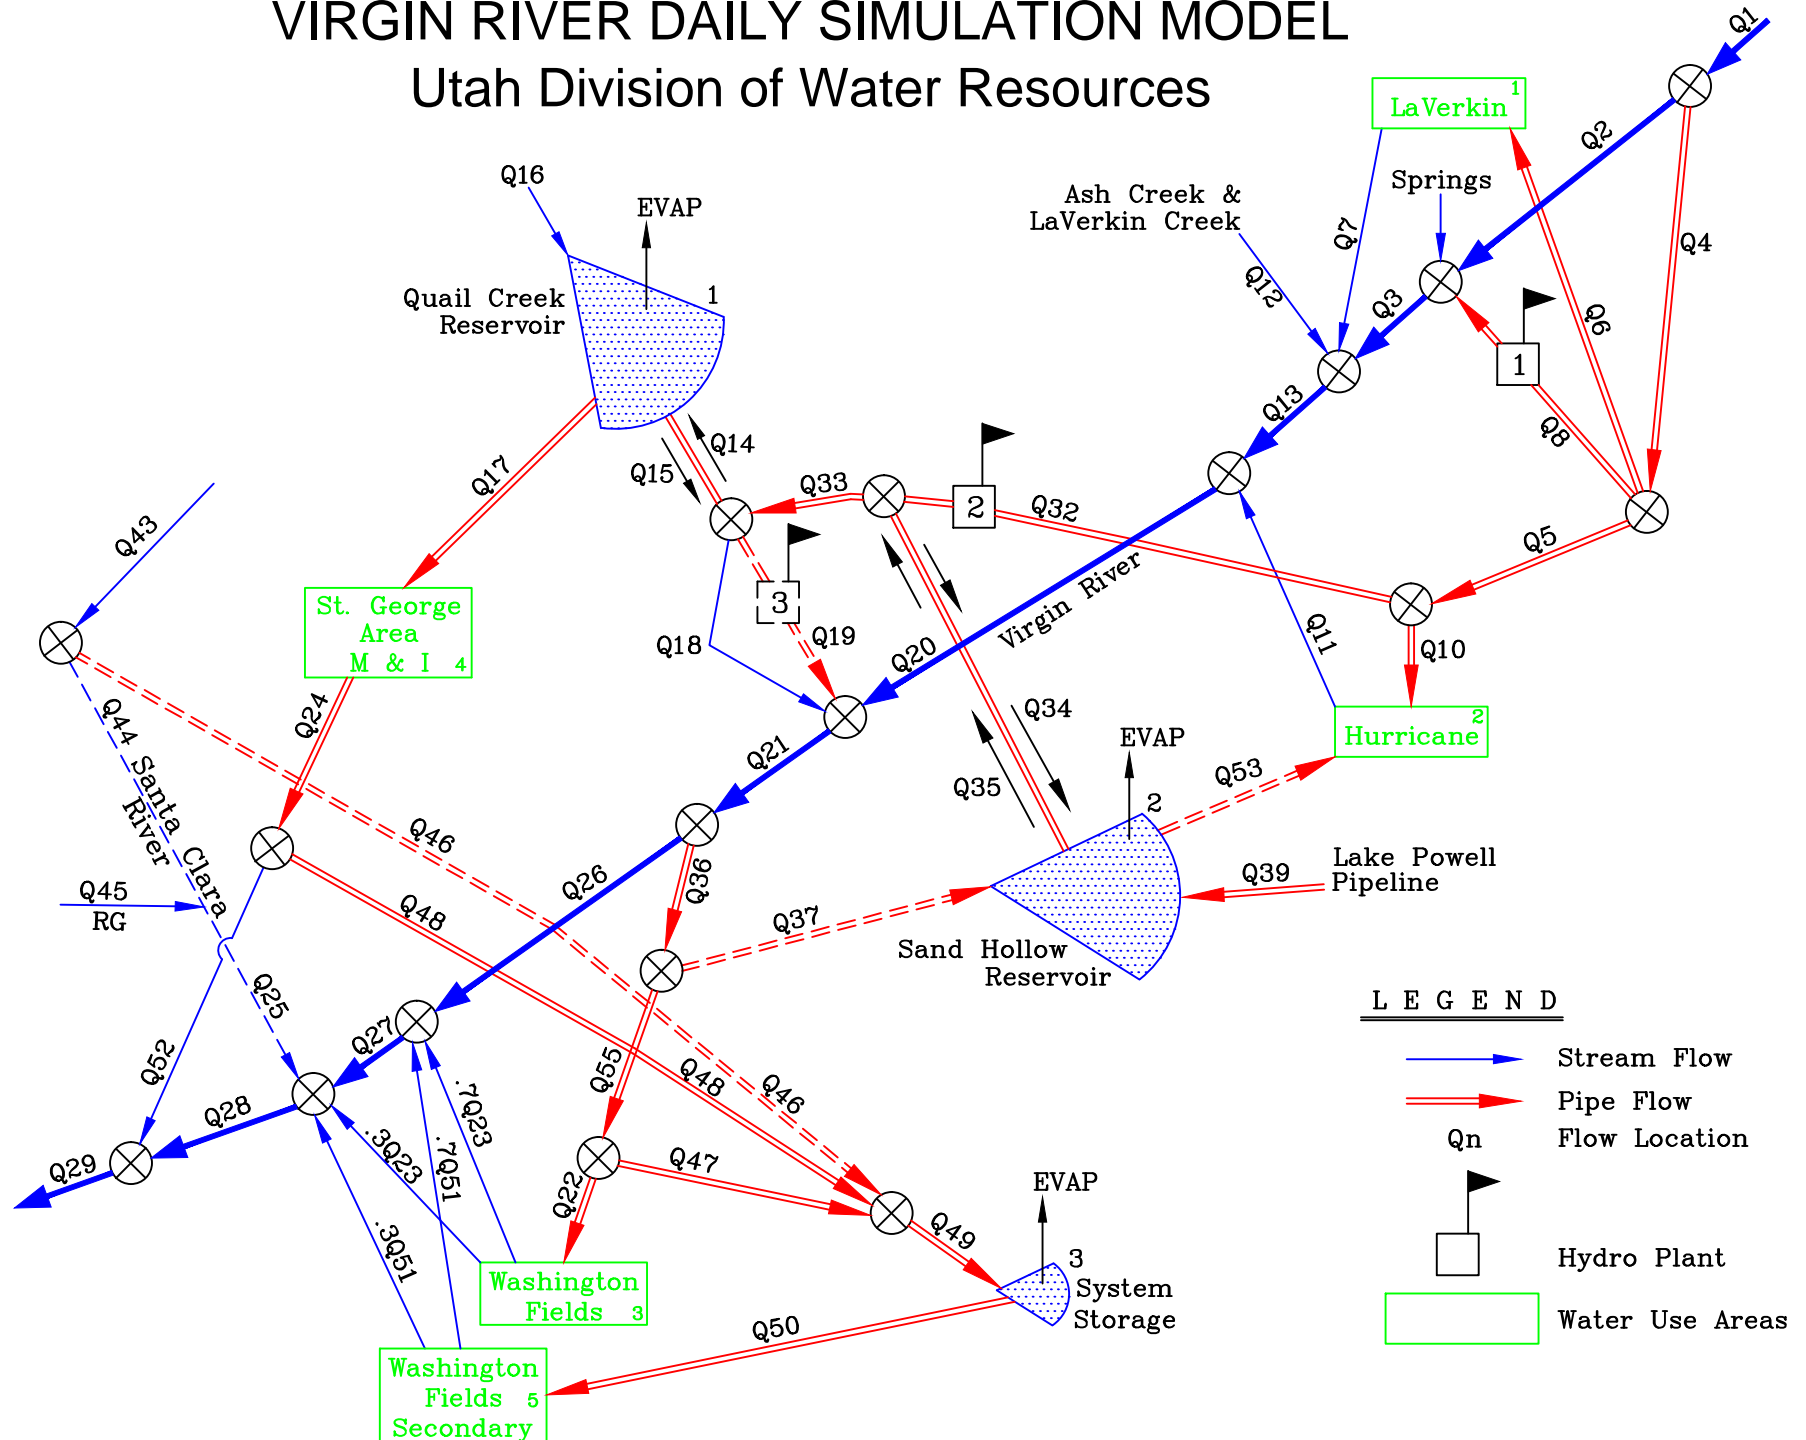 VIRGIN RIVER DAILY SIMULATION MODEL
Utah Division of Water Resources
Q1
LaVerkin 1
Q2
Q16
EVAP
Ash Creek &
LaVerkin Creek
Springs
Q7
Q4
Q12
Q3
Q6
Quail Creek
Reservoir
1
1
Q13
Q8
Q14
Q15
Q17
Q33
2
Q32
Q5
Q43
St. George
Area
M & I 4
3
Q18
Q19
Q20
Virgin River
Q11
Q10
Hurricane 2
Q24
Q44 Santa Clara
River
Q21
Q34
Q35
EVAP
2
Q53
Q46
Q45
RG
Q48
Q26
Q36
Q37
Q39
Lake Powell
Pipeline
Sand Hollow
Reservoir
Q25
Q27
Q52
Q55
Q48
Q46
Q28
Q29
.3Q23
.7Q51
.7Q23
.3Q51
Q22
Q47
Q49
EVAP
3
System
Storage
Washington
Fields 3
Q50
Washington
Fields 5
Secondary
L E G E N D
Stream Flow
Pipe Flow
Qn Flow Location
Hydro Plant
Water Use Areas